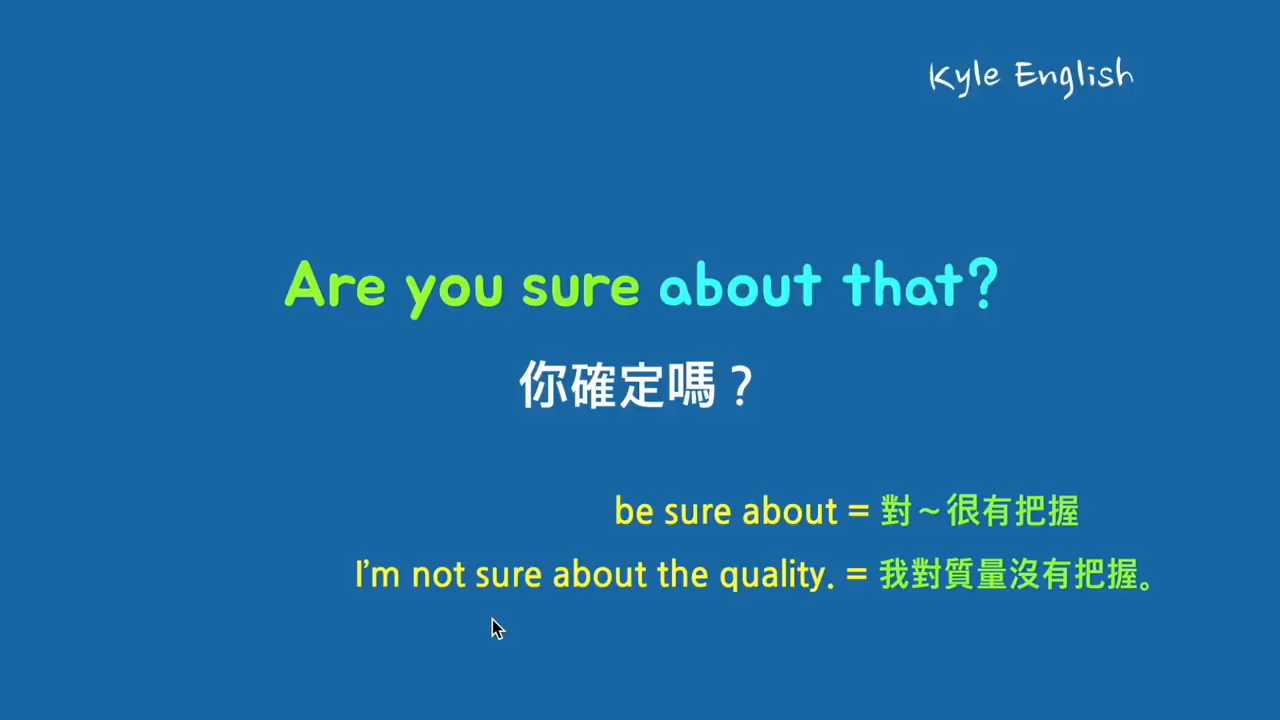 Kyle English
Are you sure about that?
你確定嗎？
be sure about = 對～很有把握
I'm not sure about the quality. = 我對質量沒有把握。